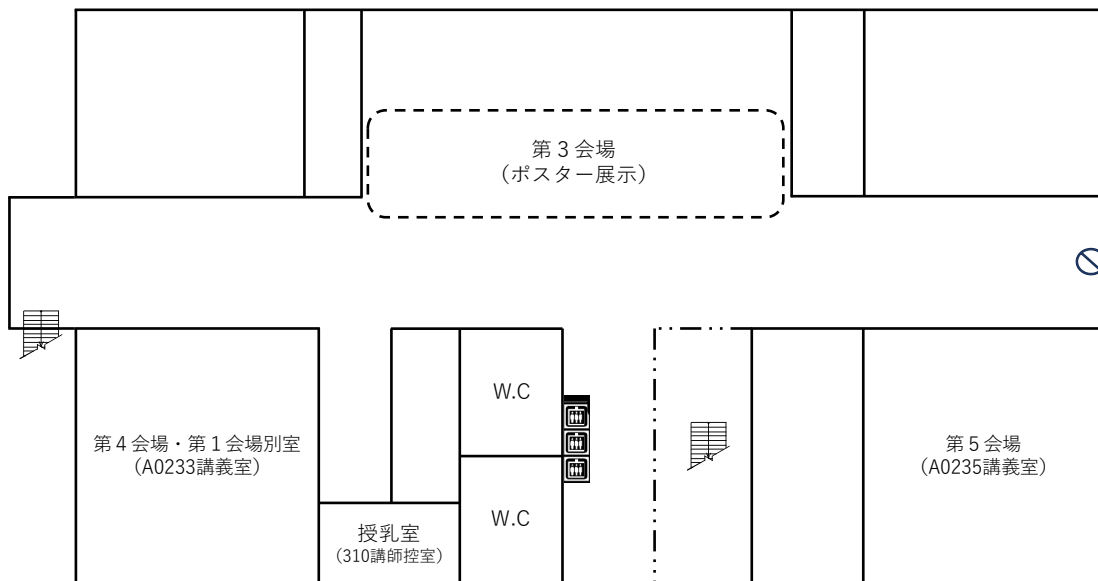 第3会場
(ポスター展示)
W.C
第4会場・第1会場別室
(A0233講義室)
第5会場
(A0235講義室)
W.C
授乳室
(310講師控室)